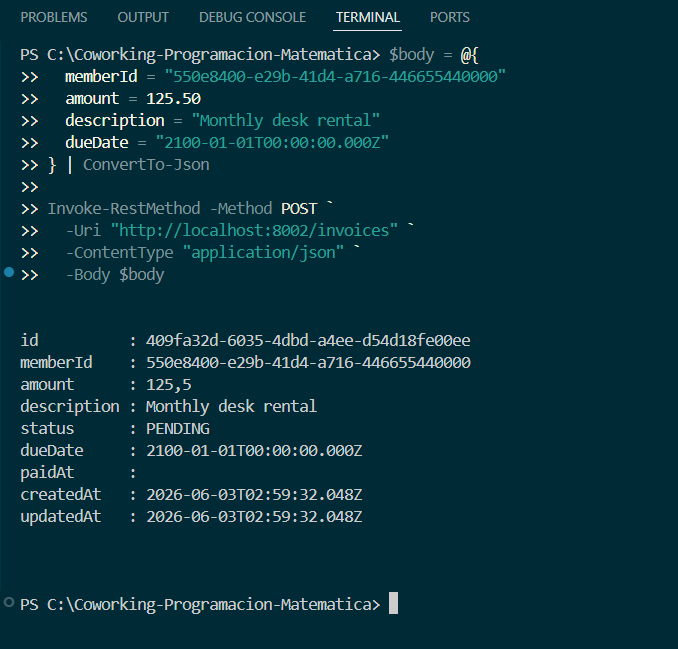 PROBLEMS OUTPUT DEBUG CONSOLE TERMINAL PORTS
PS C:\Coworking-Programacion-Matematica> $body = @{
>>   memberId = "550e8400-e29b-41d4-a716-446655440000"
>>   amount = 125.50
>>   description = "Monthly desk rental"
>>   dueDate = "2100-01-01T00:00:00.000Z"
>> } | ConvertTo-Json
>>
>> Invoke-RestMethod -Method POST `
>>   -Uri "http://localhost:8002/invoices" `
>>   -ContentType "application/json" `
>>   -Body $body
id          : 409fa32d-6035-4dbd-a4ee-d54d18fe00ee
memberId    : 550e8400-e29b-41d4-a716-446655440000
amount      : 125,5
description : Monthly desk rental
status      : PENDING
dueDate     : 2100-01-01T00:00:00.000Z
paidAt      :
createdAt   : 2026-06-03T02:59:32.048Z
updatedAt   : 2026-06-03T02:59:32.048Z
PS C:\Coworking-Programacion-Matematica>